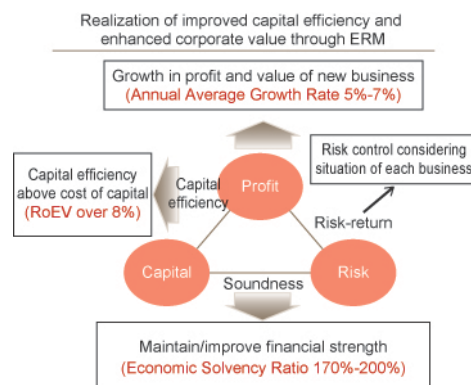 Realization of improved capital efficiency and
enhanced corporate value through ERM
Growth in profit and value of new business
(Annual Average Growth Rate 5%-7%)
Risk control considering
situation of each business
Capital efficiency
above cost of capital
(RoEV over 8%)
Capital
efficiency
Profit
Risk-return
Capital
Risk
Soundness
Maintain/improve financial strength
(Economic Solvency Ratio 170%-200%)